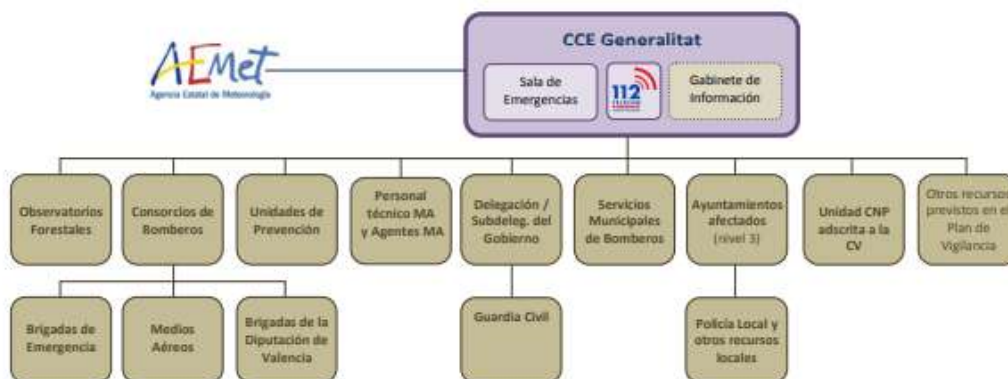 CCE Generalitat
AEMet
Agencia Estatal de Meteorología
Sala de
Emergencias
112
Gabinete de
Información
Observatorios
Forestales
Consorcios de
Bomberos
Unidades de
Prevención
Personal
técnico MA
y Agentes MA
Delegación /
Subdeleg. del
Gobierno
Servicios
Municipales
de Bomberos
Ayuntamientos
afectados
(nivel 3)
Unidad CNP
adscrita a la
CV
Otros recursos
previstos en el
Plan de
Vigilancia
Brigadas de
Emergencia
Medios
Aéreos
Brigadas de la
Diputación de
Valencia
Guardia Civil
Policía Local y
otros recursos
locales